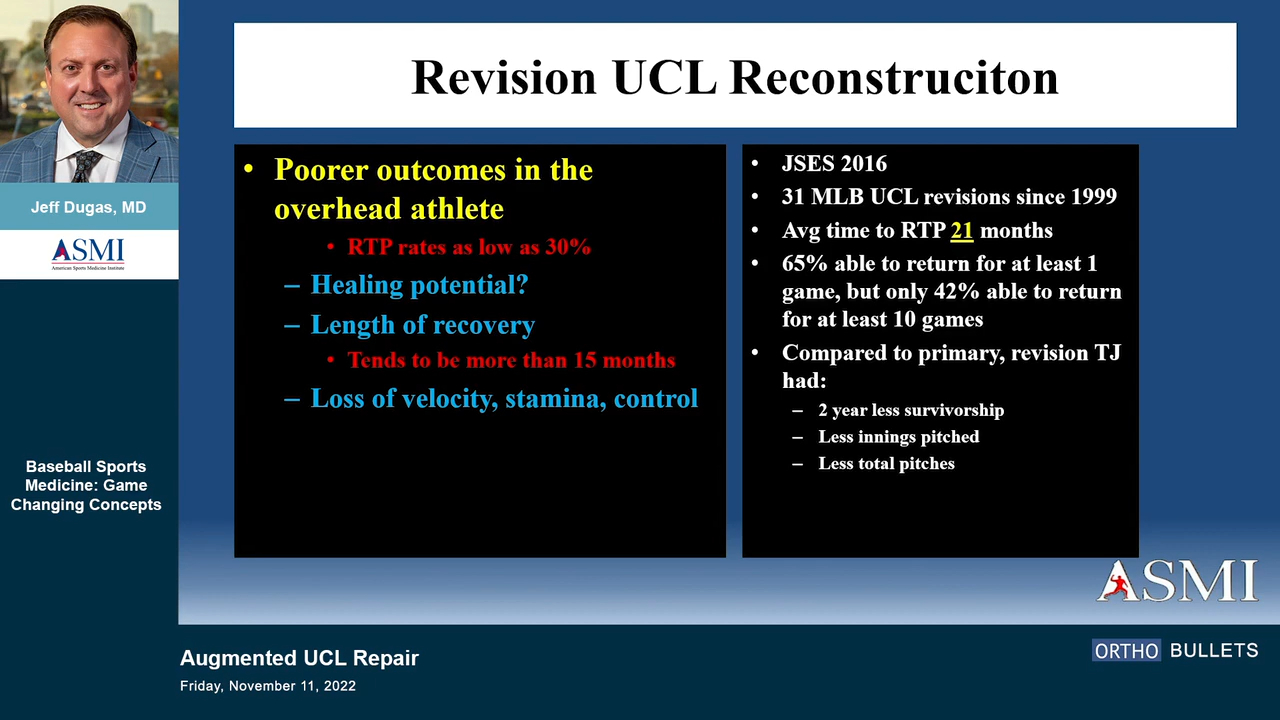 Jeff Dugas, MD
ASMI
American Sports Medicine Institute
Baseball Sports
Medicine: Game
Changing Concepts
Revision UCL Reconstruciton
• Poorer outcomes in the
overhead athlete
• RTP rates as low as 30%
– Healing potential?
– Length of recovery
• Tends to be more than 15 months
– Loss of velocity, stamina, control
• JSES 2016
• 31 MLB UCL revisions since 1999
• Avg time to RTP 21 months
• 65% able to return for at least 1
game, but only 42% able to return
for at least 10 games
• Compared to primary, revision TJ
had:
– 2 year less survivorship
– Less innings pitched
– Less total pitches
ASMI
Augmented UCL Repair
Friday, November 11, 2022
ORTHO BULLETS